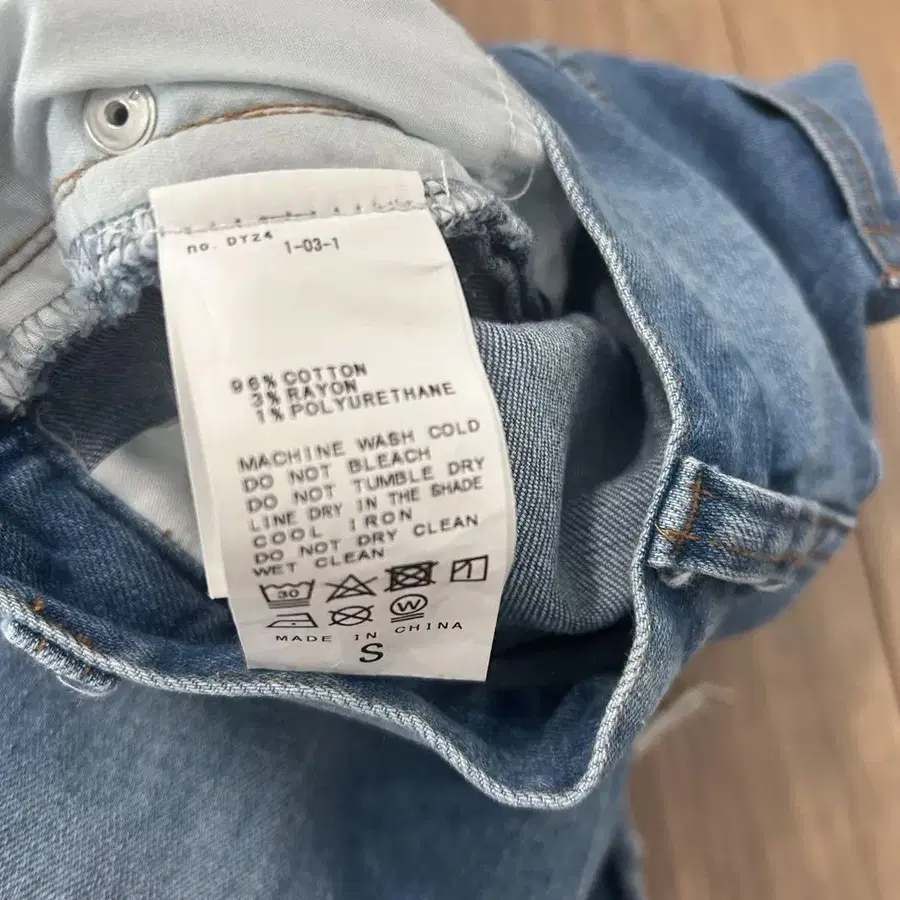 no. DY24
1-03-1
96% COTTON
3% RAYON
1% POLYURETHANE
MACHINE WASH COLD
DO NOT BLEACH
DO NOT TUMBLE DRY
LINE DRY IN THE SHADE
COOL IRON
DO NOT DRY CLEAN
WET CLEAN
30
W
MADE IN CHINA
S